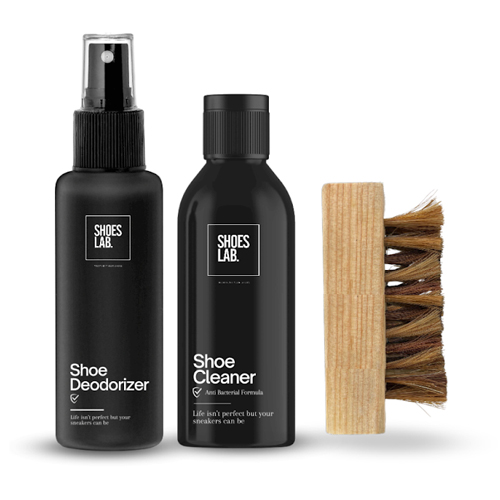 SHOES
LAB.
Shoe
Deodorizer
Life isn't perfect but your
sneakers can be
SHOES
LAB.
Shoe
Cleaner
Anti Bacterial Formula
Life isn't perfect but your
sneakers can be